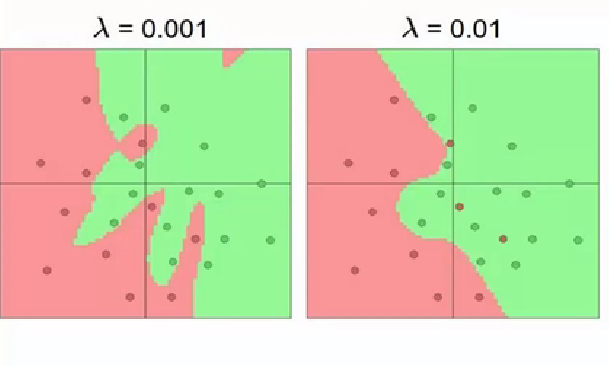 λ = 0.001
λ = 0.01